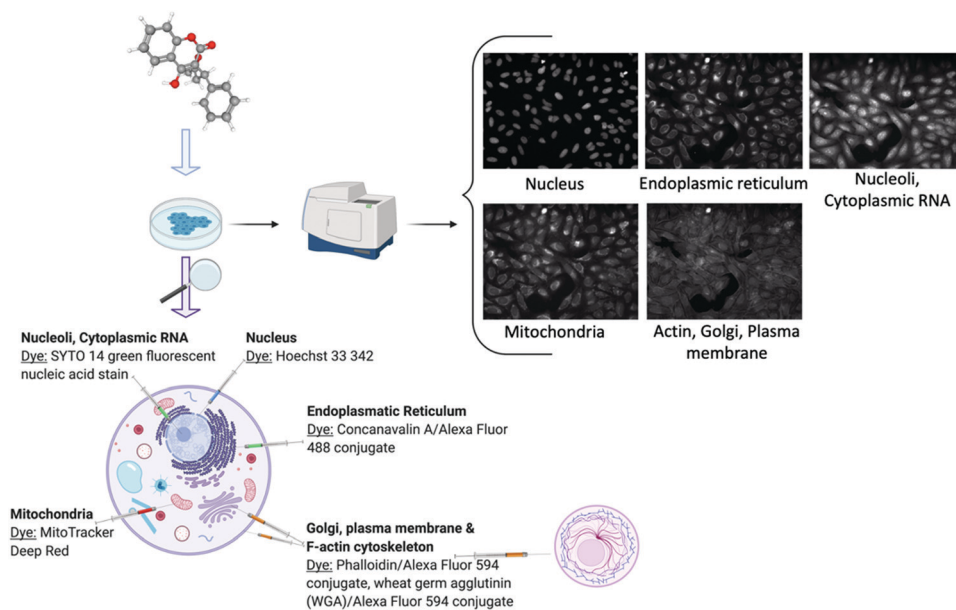 Nucleus
Endoplasmic reticulum
Nucleoli,
Cytoplasmic RNA
Mitochondria
Actin, Golgi, Plasma
membrane
Nucleoli, Cytoplasmic RNA
Dye: SYTO 14 green fluorescent
nucleic acid stain
Nucleus
Dye: Hoechst 33 342
Endoplasmatic Reticulum
Dye: Concanavalin A/Alexa Fluor
488 conjugate
Mitochondria
Dye: MitoTracker
Deep Red
Golgi, plasma membrane &
F-actin cytoskeleton
Dye: Phalloidin/Alexa Fluor 594
conjugate, wheat germ agglutinin
(WGA)/Alexa Fluor 594 conjugate